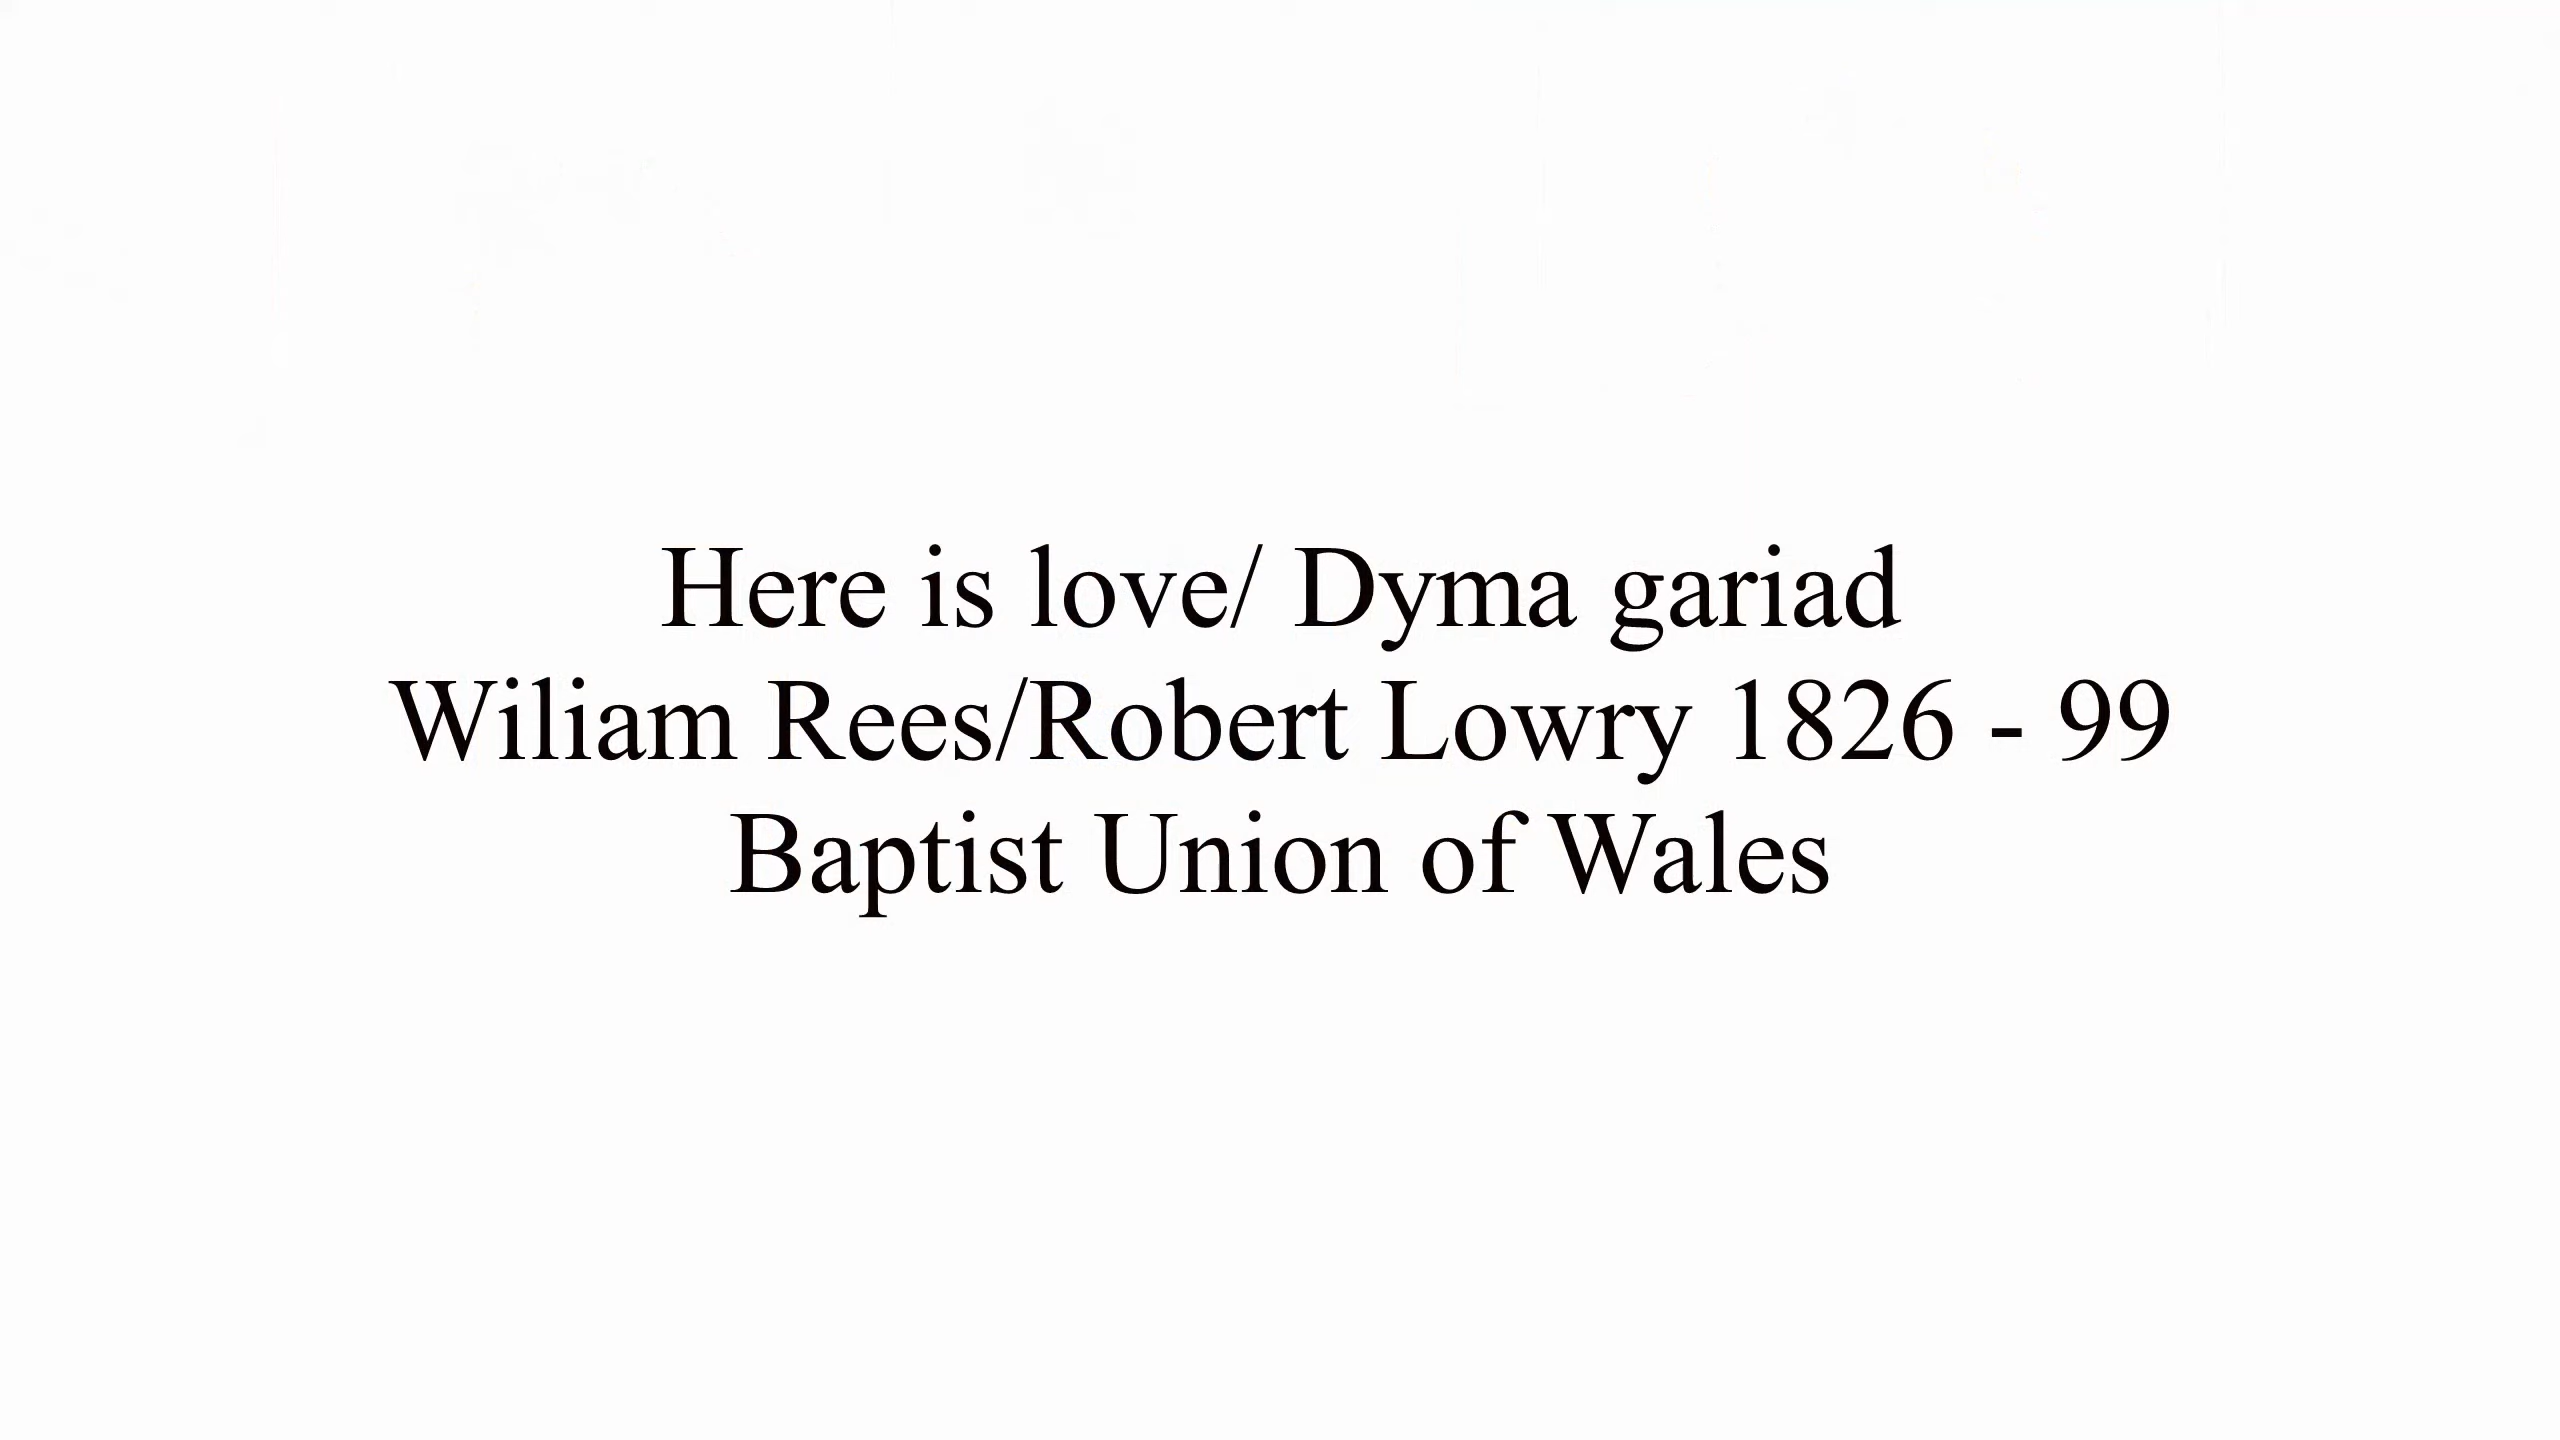 Here is love/ Dyma gariad
Wiliam Rees/Robert Lowry 1826 - 99
Baptist Union of Wales